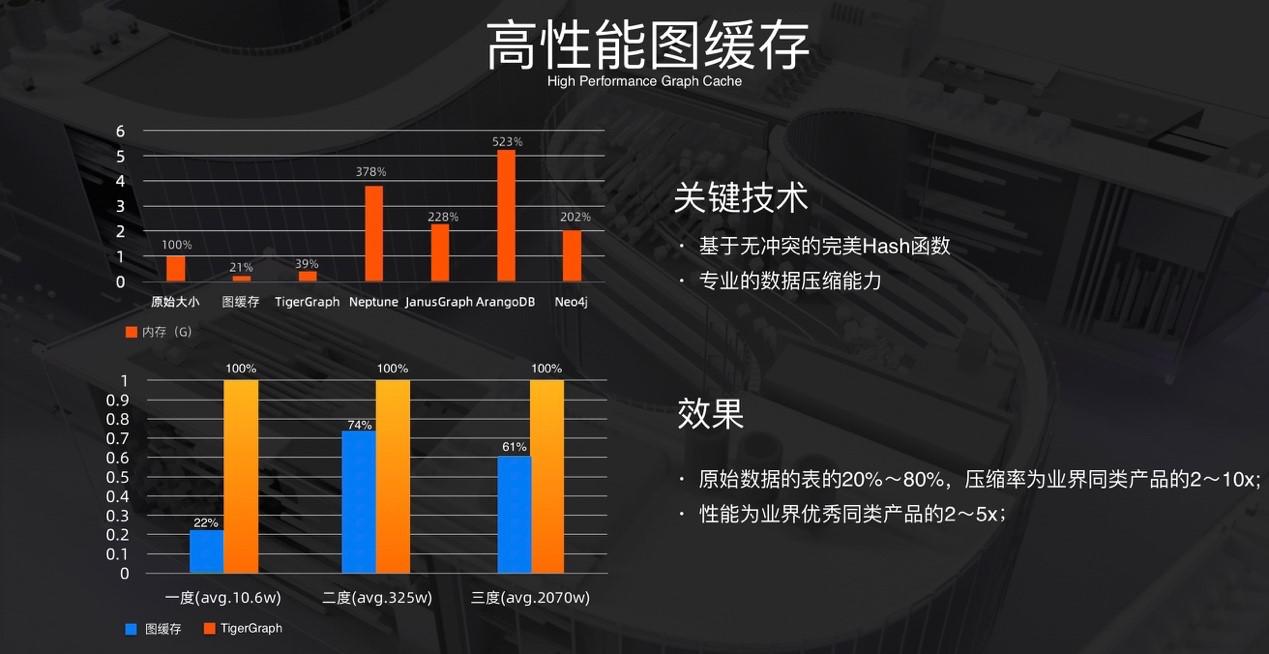 高性能图缓存
High Performance Graph Cache
6
5
4
3
2
1
0
100%
21%
39%
378%
228%
523%
202%
原始大小 图缓存 TigerGraph Neptune JanusGraph ArangoDB Neo4j
内存（G）
关键技术
· 基于无冲突的完美Hash函数
· 专业的数据压缩能力
1
0.9
0.8
0.7
0.6
0.5
0.4
0.3
0.2
0.1
0
22%
100%
74%
100%
61%
100%
一度(avg.10.6w) 二度(avg.325w) 三度(avg.2070w)
图缓存 TigerGraph
效果
· 原始数据的表的20%～80%，压缩率为业界同类产品的2～10x;
· 性能为业界优秀同类产品的2～5x；